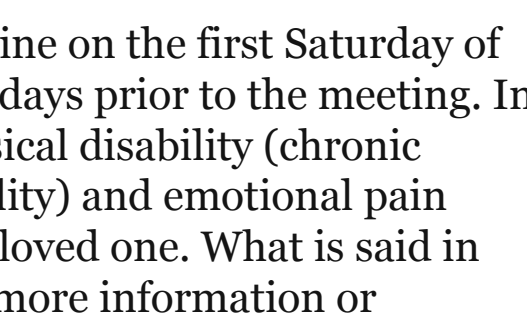 ine on the first Saturday of
days prior to the meeting. In
sical disability (chronic
lity) and emotional pain
loved one. What is said in
more information or